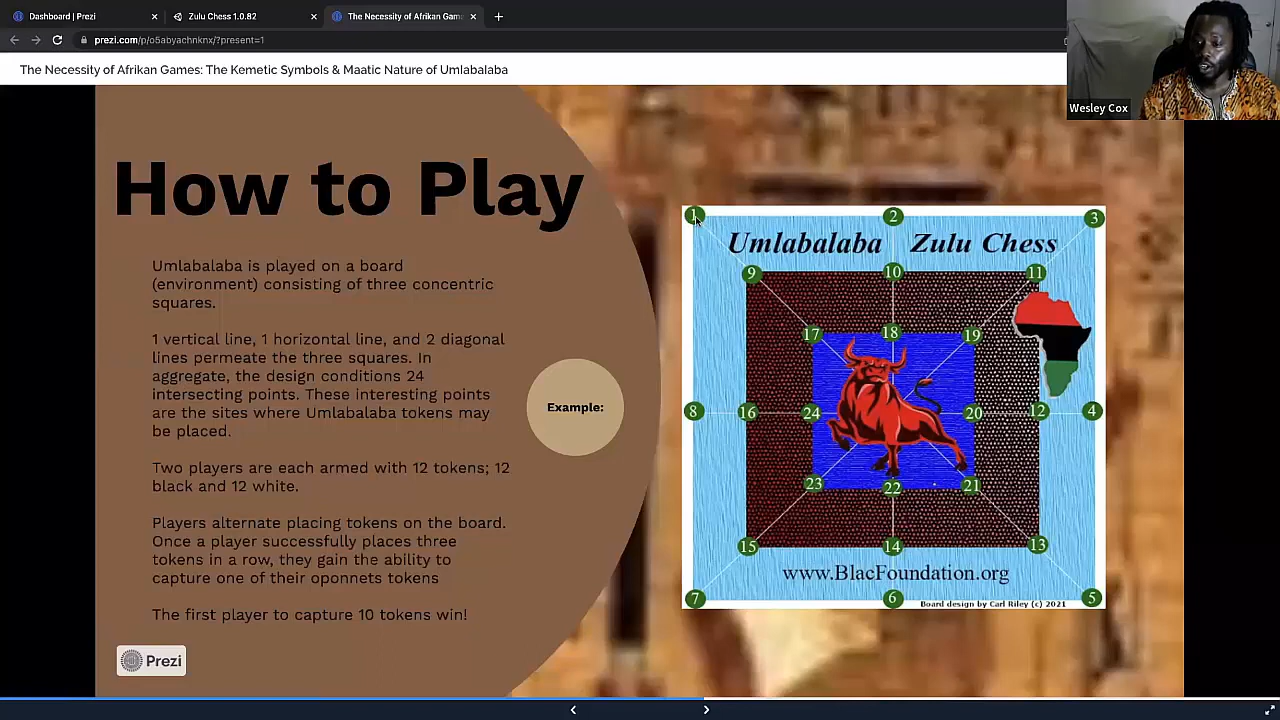 Dashboard | Prezi
Zulu Chess 1.0.82
The Necessity of Afrikan Game
prezi.com/p/o5abyachnknx/?present=1
The Necessity of Afrikan Games: The Kemetic Symbols & Maatic Nature of Umlabalaba
Wesley Cox
How to Play
Umlabalaba is played on a board
(environment) consisting of three concentric
squares.
1 vertical line, 1 horizontal line, and 2 diagonal
lines permeate the three squares. In
aggregate, the design conditions 24
intersecting points. These interesting points
are the sites where Umlabalaba tokens may
be placed.
Two players are each armed with 12 tokens; 12
black and 12 white.
Players alternate placing tokens on the board.
Once a player successfully places three
tokens in a row, they gain the ability to
capture one of their oponnets tokens
The first player to capture 10 tokens win!
Prezi
Example:
1 2 3
Umlabalaba Zulu Chess
9 10 11
17 18 19
8 16 24 20 12 4
23 22 21
15 14 13
www.BlacFoundation.org
7 6 5
Board design by Carl Riley (c) 2021